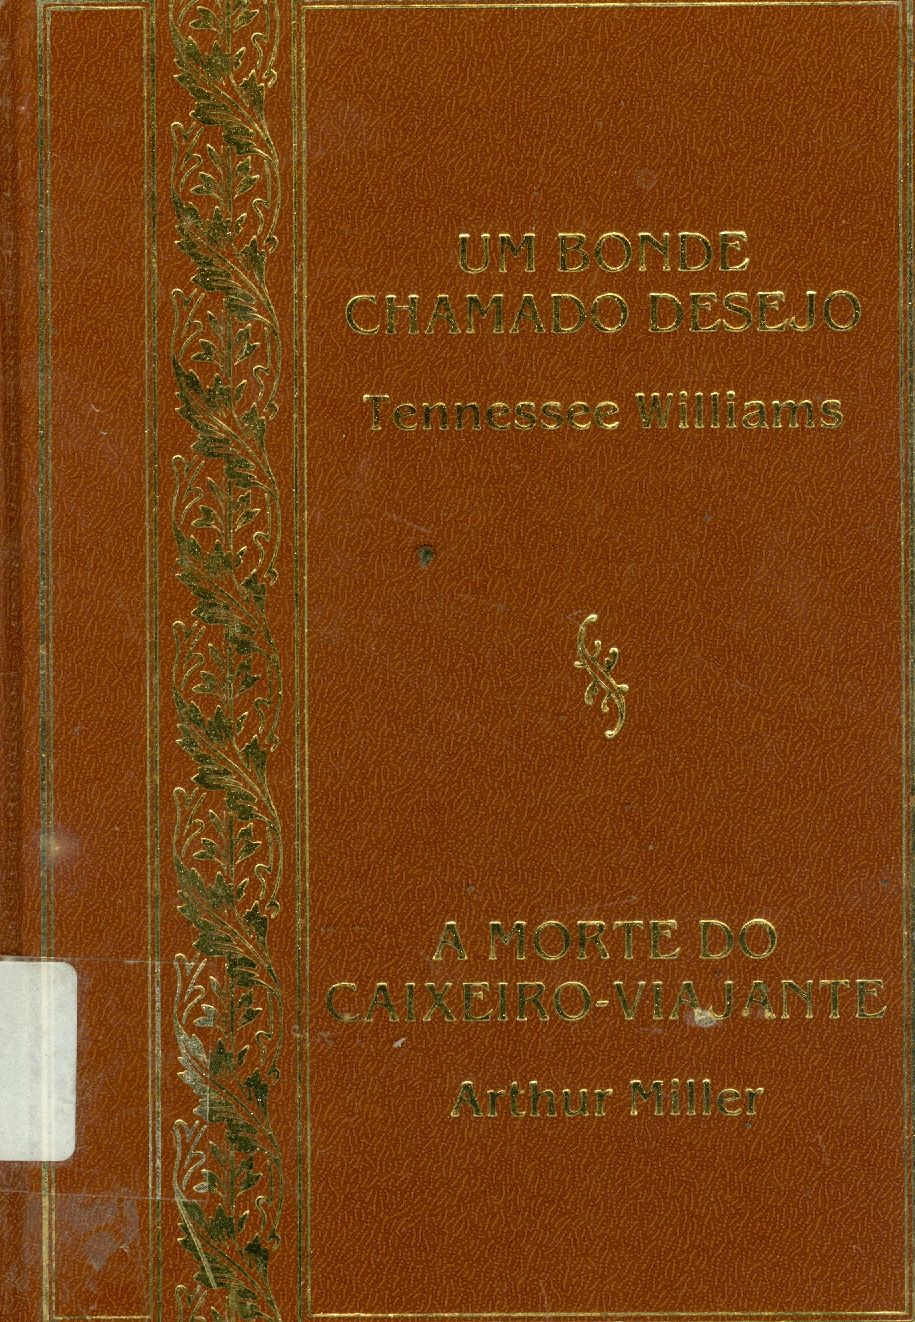 UM BONDE
CHAMADO DESEJO
Tennessee Williams
A MORTE DO
CAIXEIRO-VIAJANTE
Arthur Miller